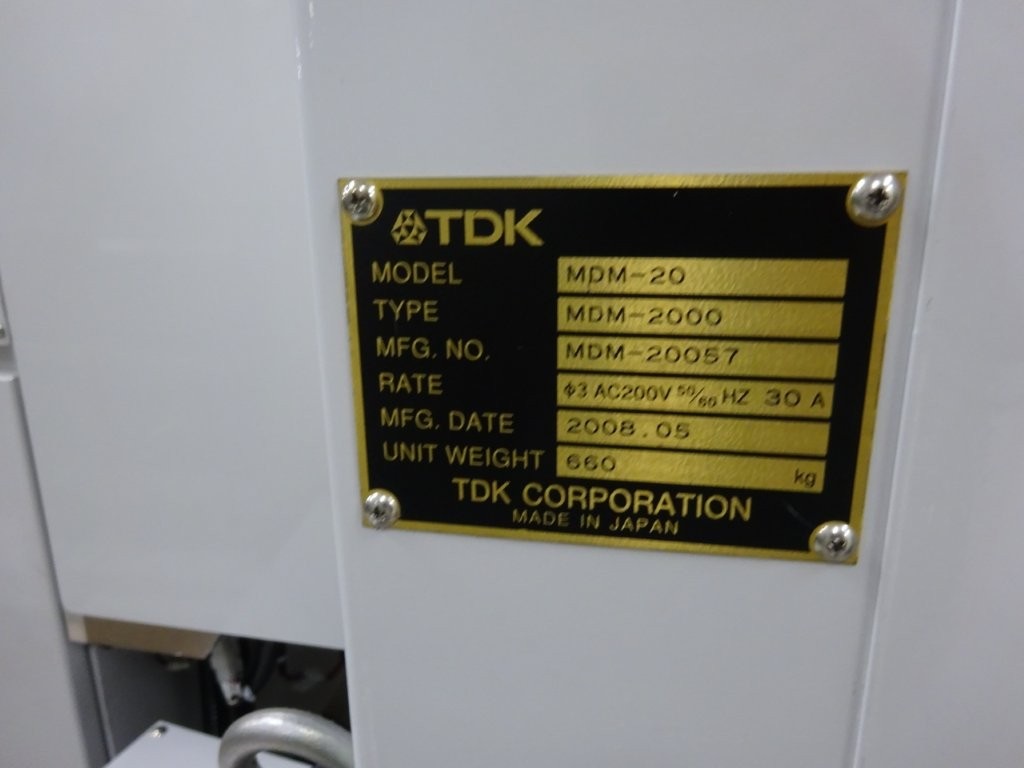 TDK
MODEL MDM-20
TYPE MDM-2000
MFG. NO. MDM-20057
RATE φ3 AC200V 50/60 HZ 30 A
MFG. DATE 2008.05
UNIT WEIGHT 660 kg
TDK CORPORATION
MADE IN JAPAN